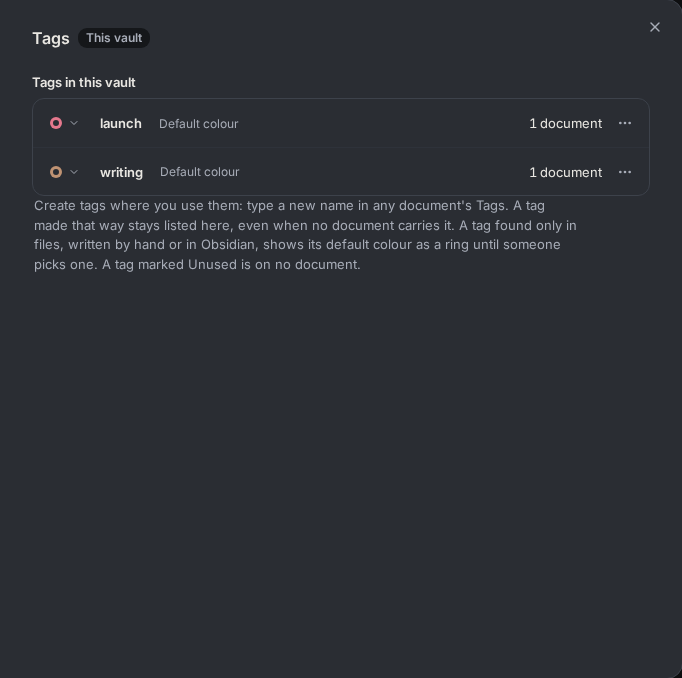 Tags This vault
Tags in this vault
launch Default colour 1 document
writing Default colour 1 document
Create tags where you use them: type a new name in any document's Tags. A tag
made that way stays listed here, even when no document carries it. A tag found only in
files, written by hand or in Obsidian, shows its default colour as a ring until someone
picks one. A tag marked Unused is on no document.